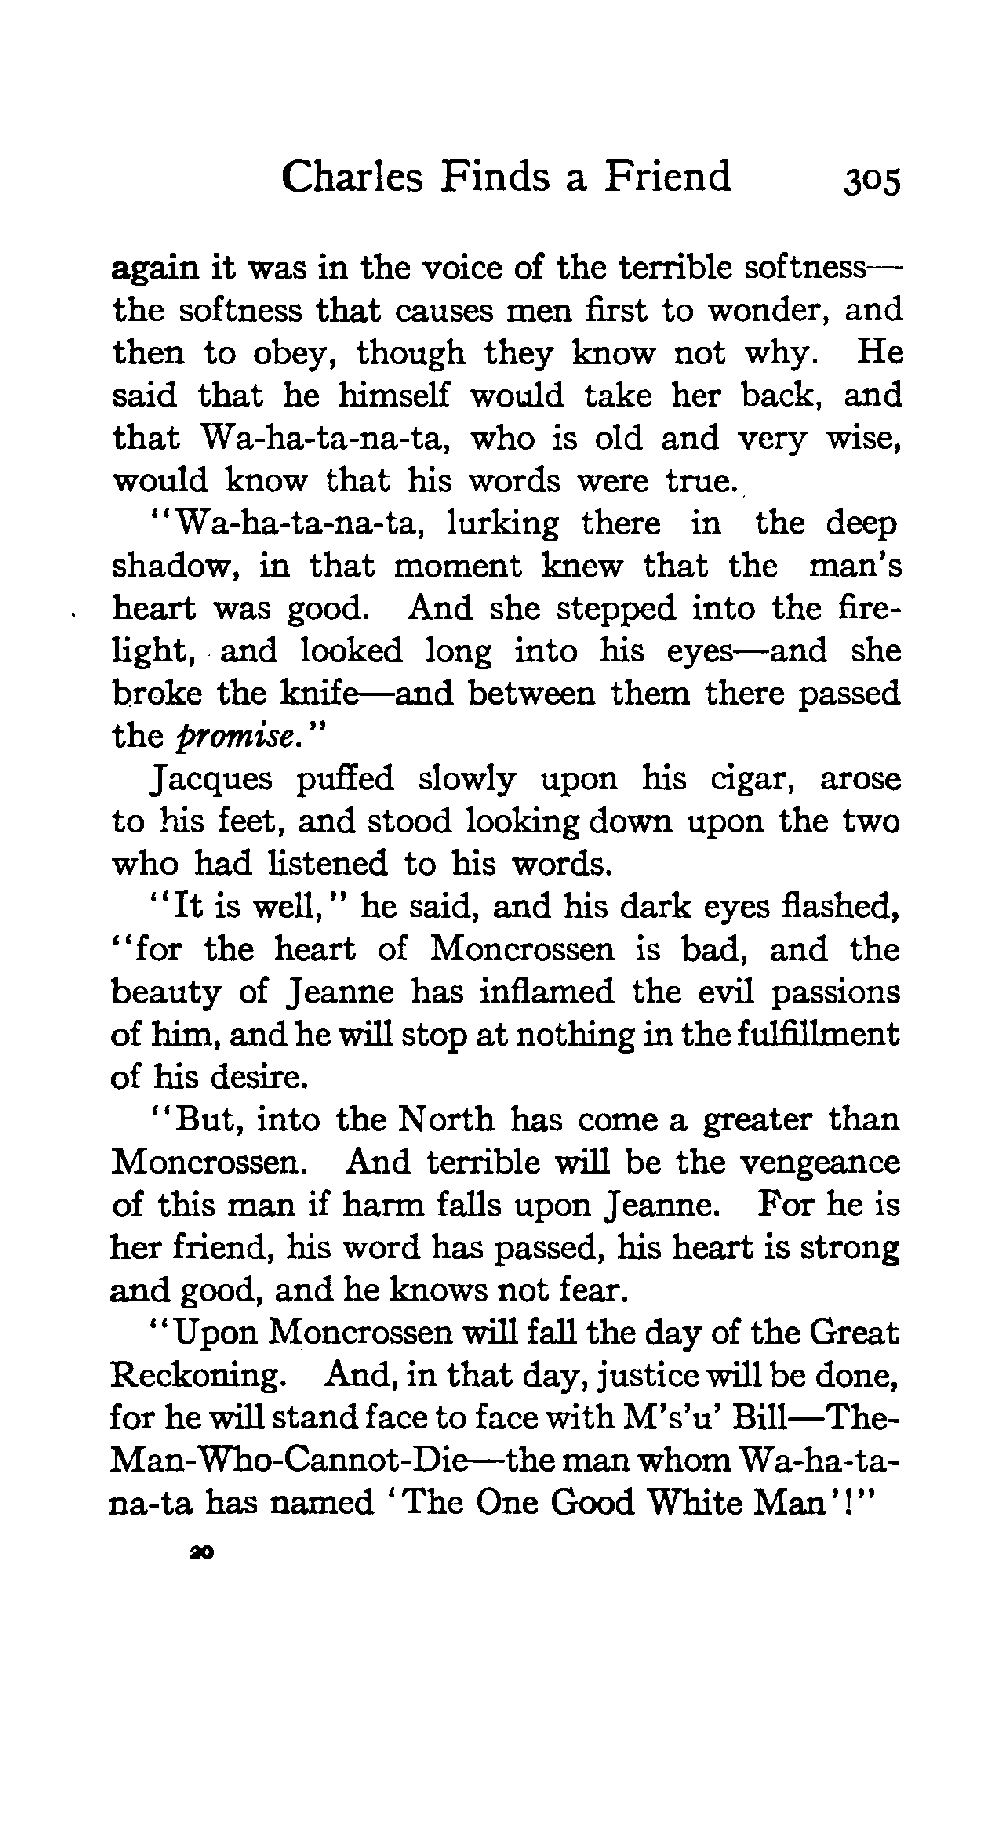 Charles Finds a Friend 305
again it was in the voice of the terrible softness—
the softness that causes men first to wonder, and
then to obey, though they know not why. He
said that he himself would take her back, and
that Wa-ha-ta-na-ta, who is old and very wise,
would know that his words were true.
"Wa-ha-ta-na-ta, lurking there in the deep
shadow, in that moment knew that the man's
heart was good. And she stepped into the fire-
light, and looked long into his eyes—and she
broke the knife—and between them there passed
the promise."
Jacques puffed slowly upon his cigar, arose
to his feet, and stood looking down upon the two
who had listened to his words.
"It is well," he said, and his dark eyes flashed,
"for the heart of Moncrossen is bad, and the
beauty of Jeanne has inflamed the evil passions
of him, and he will stop at nothing in the fulfillment
of his desire.
"But, into the North has come a greater than
Moncrossen. And terrible will be the vengeance
of this man if harm falls upon Jeanne. For he is
her friend, his word has passed, his heart is strong
and good, and he knows not fear.
"Upon Moncrossen will fall the day of the Great
Reckoning. And, in that day, justice will be done,
for he will stand face to face with M's'u' Bill—The-
Man-Who-Cannot-Die—the man whom Wa-ha-ta-
na-ta has named 'The One Good White Man'!"
20